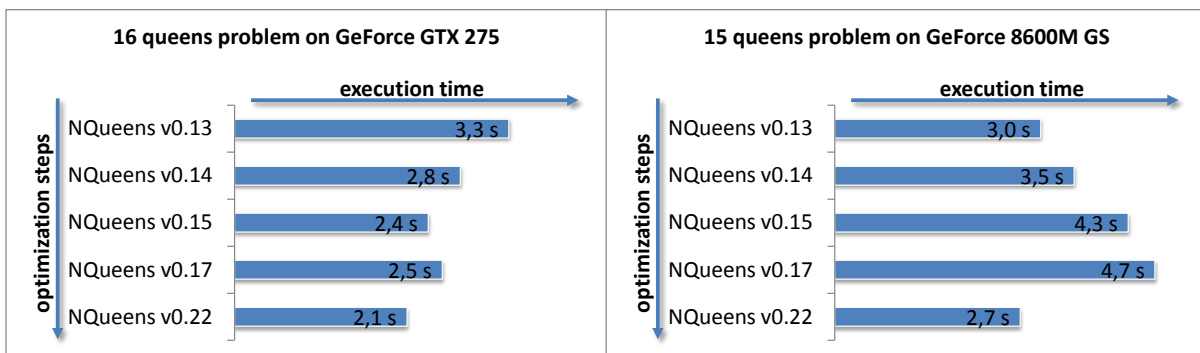 16 queens problem on GeForce GTX 275
execution time
optimization steps
NQueens v0.13
3,3 s
NQueens v0.14
2,8 s
NQueens v0.15
2,4 s
NQueens v0.17
2,5 s
NQueens v0.22
2,1 s
15 queens problem on GeForce 8600M GS
execution time
optimization steps
NQueens v0.13
3,0 s
NQueens v0.14
3,5 s
NQueens v0.15
4,3 s
NQueens v0.17
4,7 s
NQueens v0.22
2,7 s